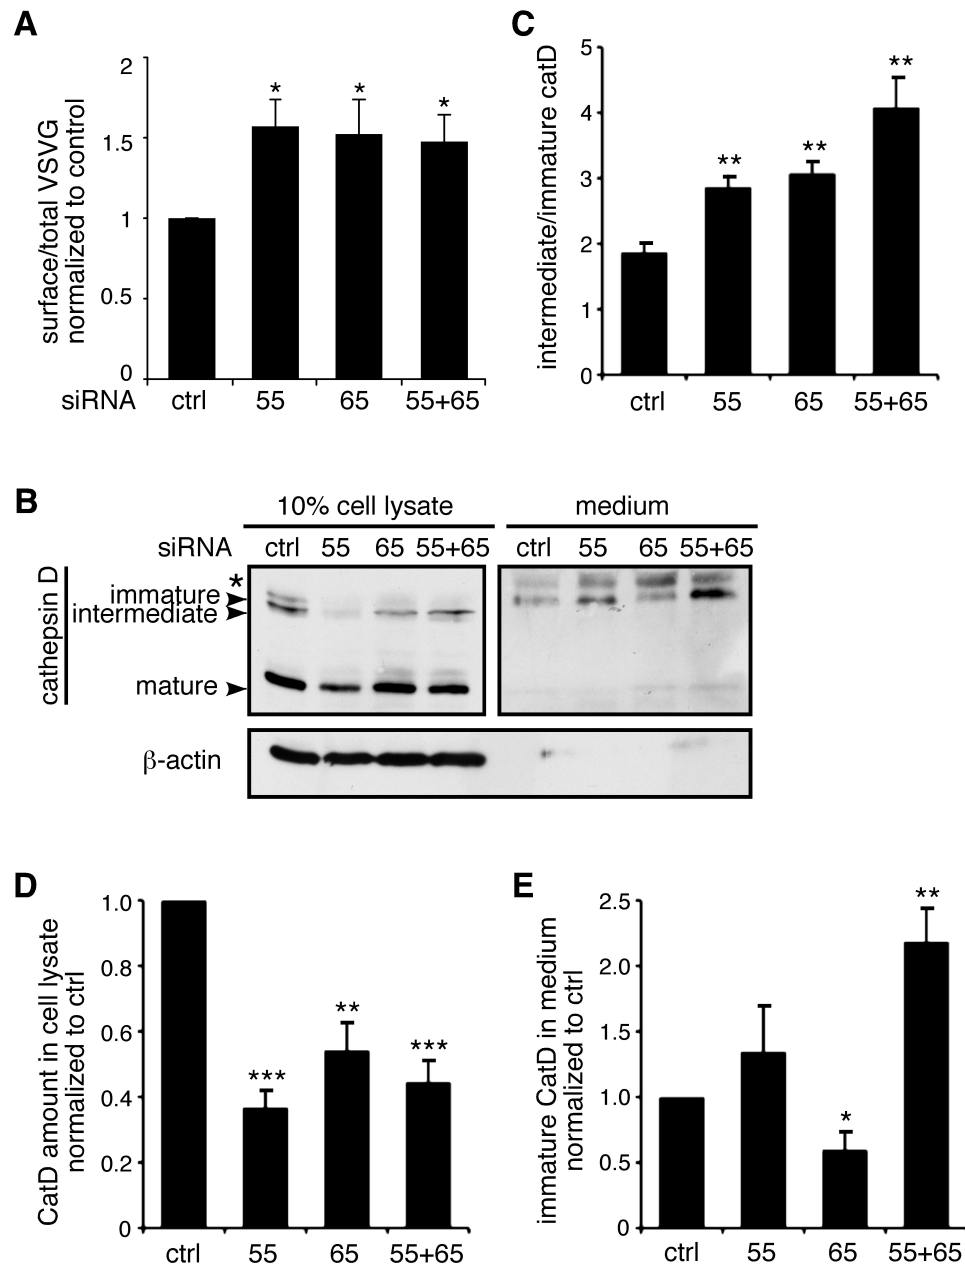 A
surface/total VSVG
normalized to control
2
1.5
1
0.5
0
*
*
*
siRNA ctrl 55 65 55+65
C
intermediate/immature catD
5
4
3
2
1
0
**
**
**
ctrl 55 65 55+65
B
10% cell lysate medium
siRNA ctrl 55 65 55+65 ctrl 55 65 55+65
cathepsin D
*
immature
intermediate
mature
β-actin
D
CatD amount in cell lysate
normalized to ctrl
1.0
0.8
0.6
0.4
0.2
0
***
**
***
ctrl 55 65 55+65
E
immature CatD in medium
normalized to ctrl
2.5
2.0
1.5
1.0
0.5
0
*
**
ctrl 55 65 55+65